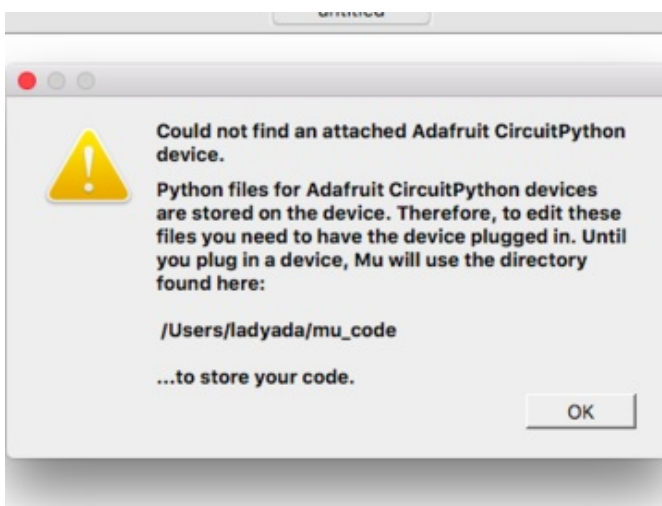 untitled
Could not find an attached Adafruit CircuitPython
device.
Python files for Adafruit CircuitPython devices
are stored on the device. Therefore, to edit these
files you need to have the device plugged in. Until
you plug in a device, Mu will use the directory
found here:
/Users/ladyada/mu_code
...to store your code.
OK